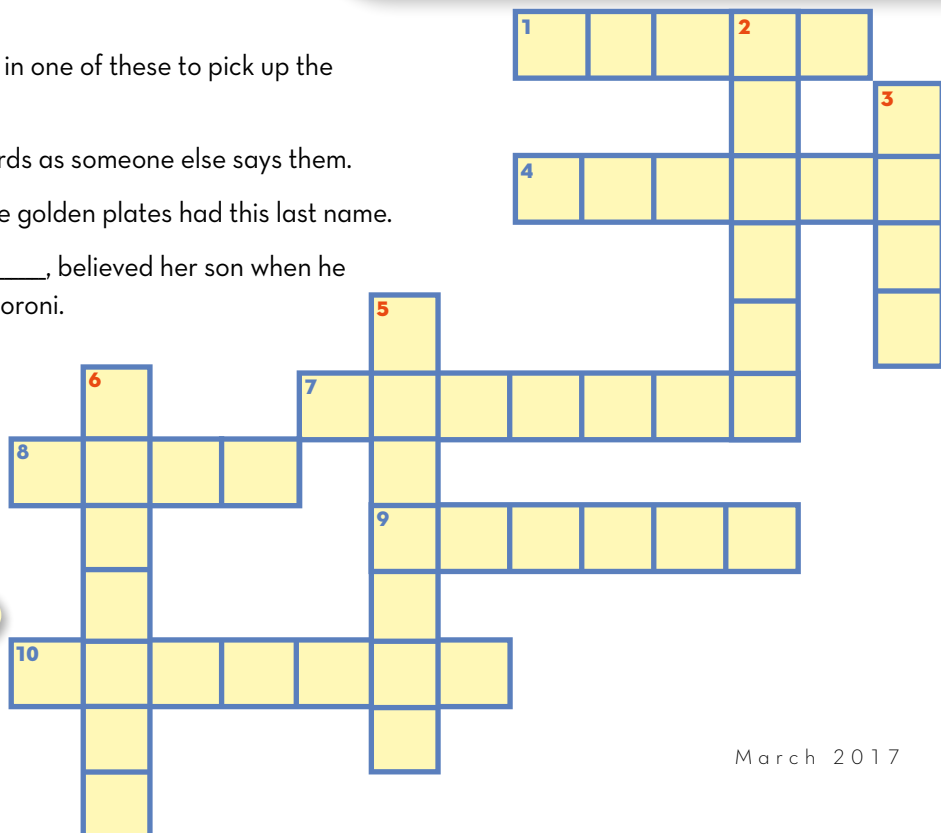 in one of these to pick up the
rds as someone else says them.
e golden plates had this last name.
____, believed her son when he
oroni.
1
2
3
4
5
6
7
8
9
10
March 2017